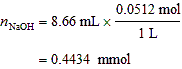 n_NaOH = 8.66 mL × 0.0512 mol / 1 L
= 0.4434 mmol